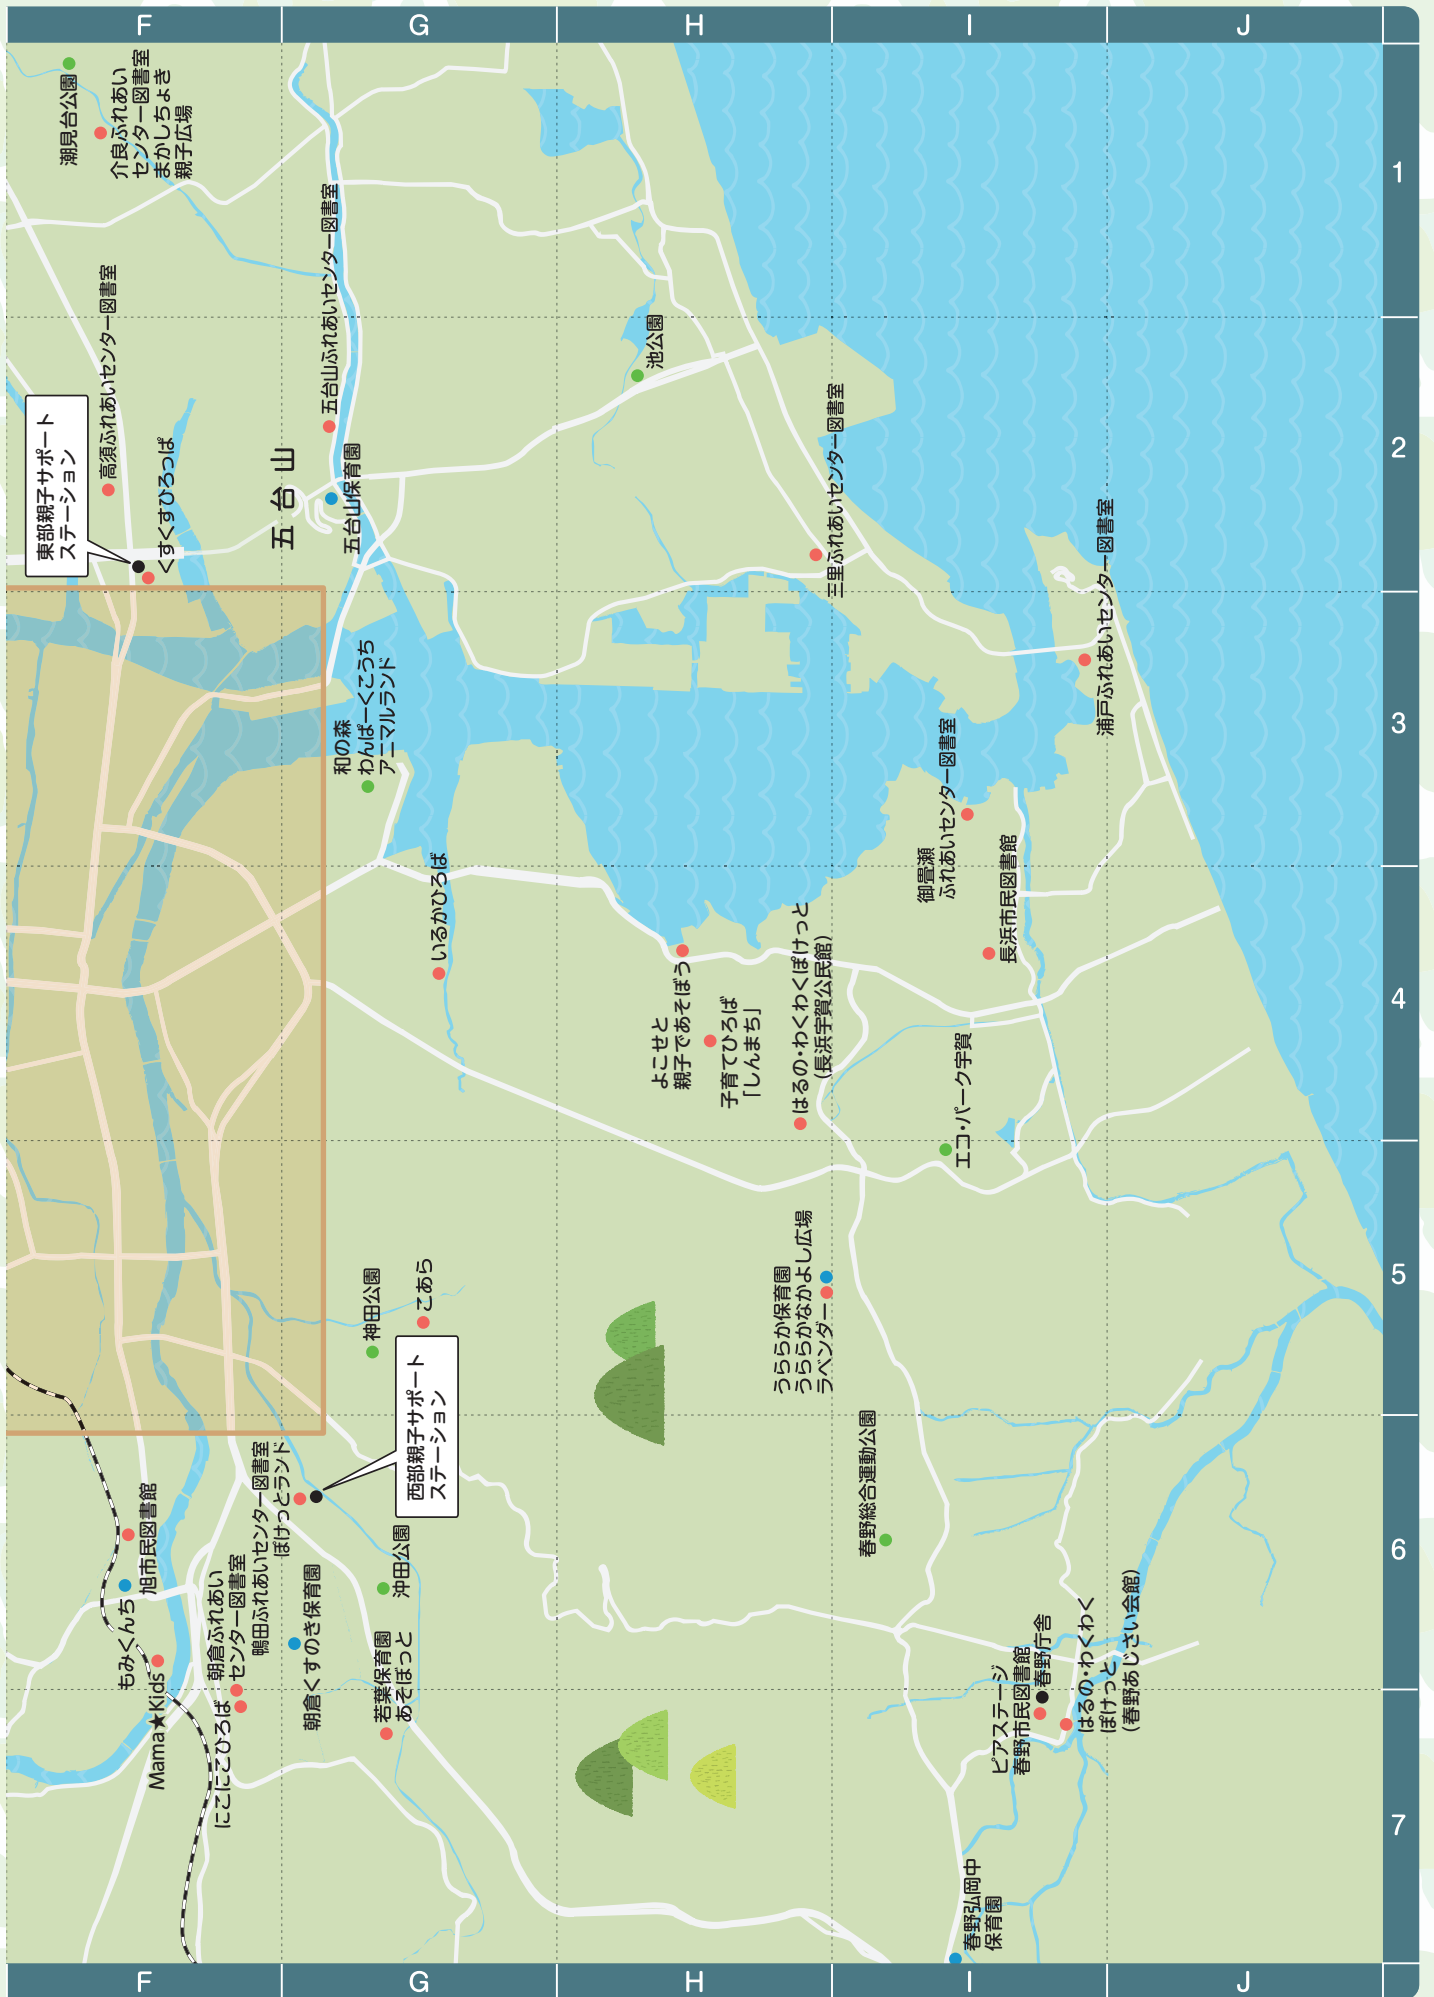 F
G
H
I
J
潮見台公園
介良ふれあい
センター図書室
まかしちょき
親子広場
1
高須ふれあいセンター図書室
五台山ふれあいセンター図書室
東部親子サポート
ステーション
くすくすひろっぱ
五台山
五台山保育園
池公園
三里ふれあいセンター図書室
2
浦戸ふれあいセンター図書室
和の森
わんぱーくこうち
アニマルランド
3
御畳瀬
ふれあいセンター図書室
長浜市民図書館
いるかひろば
よこせと
親子であそぼう
子育てひろば
「しんまち」
はるの・わくわくぽけっと
(長浜宇賀公民館)
4
エコ・パーク宇賀
神田公園
こあら
うららか保育園
うららかなかよし広場
ラベンダー
5
西部親子サポート
ステーション
旭市民図書館
もみくんち
Mama★Kids
朝倉ふれあい
センター図書室
鴨田ふれあいセンター図書室
ぽけっとランド
朝倉くすのき保育園
沖田公園
若葉保育園
あそぼっと
春野総合運動公園
6
にこにこひろば
ピアステージ
春野市民図書館
春野庁舎
はるの・わくわく
ぽけっと
(春野あじさい会館)
7
春野弘岡中
保育園
F
G
H
I
J